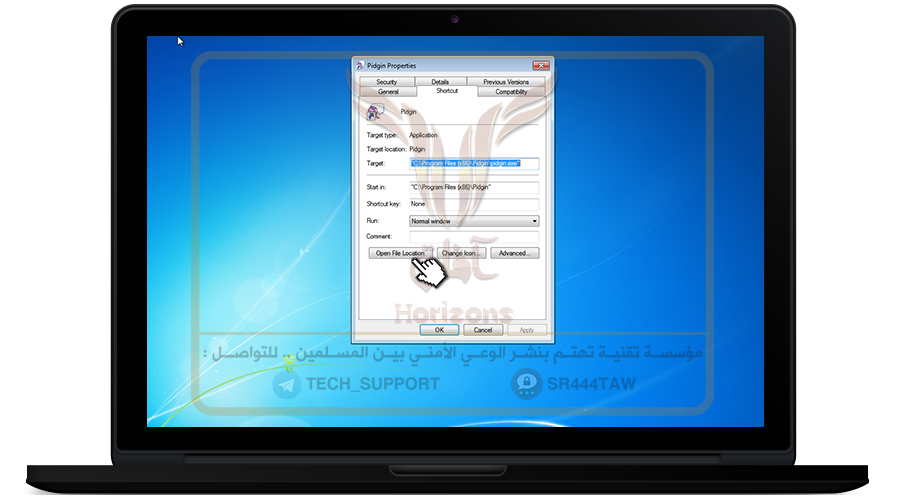 Pidgin Properties
Security Details Previous Versions
General Shortcut Compatibility
Pidgin
Target type: Application
Target location: Pidgin
Target: "C:\Program Files (x86)\Pidgin\pidgin.exe"
Start in: "C:\Program Files (x86)\Pidgin"
Shortcut key: None
Run: Normal window
Comment:
Open File Location Change Icon... Advanced...
آفاق
Horizons
OK Cancel Apply
مؤسسة تقنية تهتم بنشر الوعي الأمني بين المسلمين .. للتواصل :
TECH_SUPPORT SR444TAW